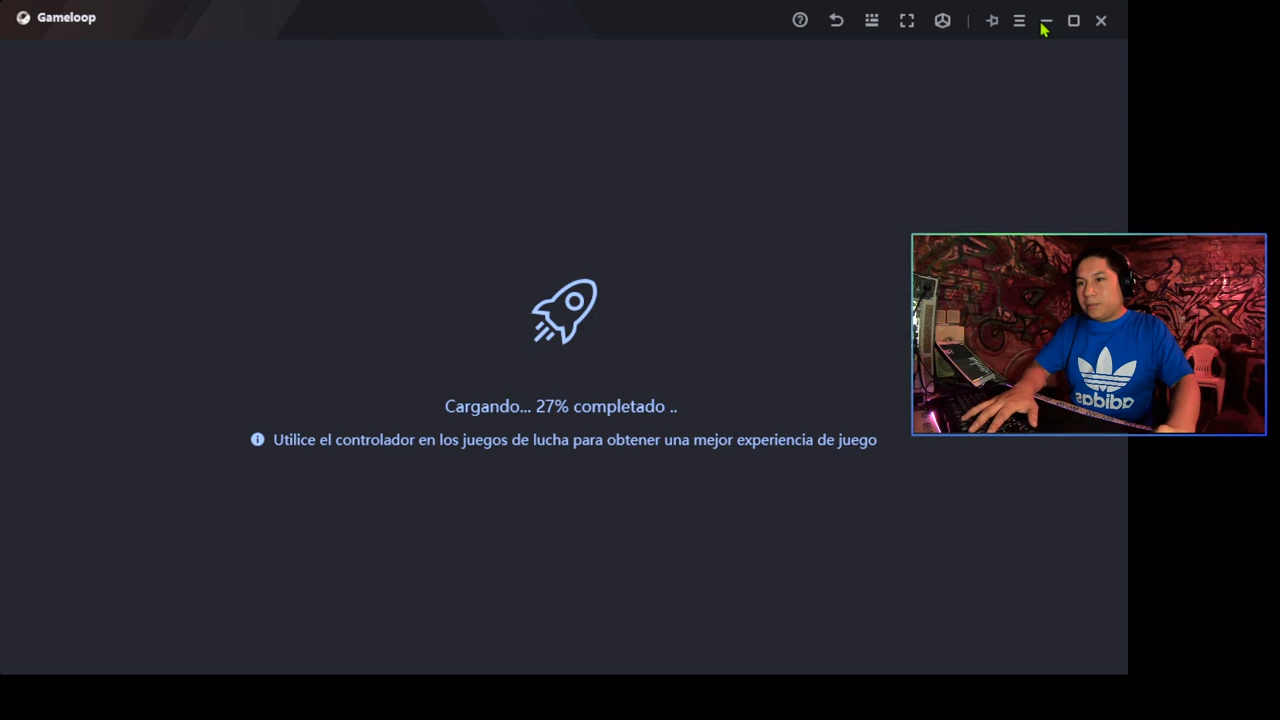 Gameloop
Cargando... 27% completado ..
Utilice el controlador en los juegos de lucha para obtener una mejor experiencia de juego
adidas